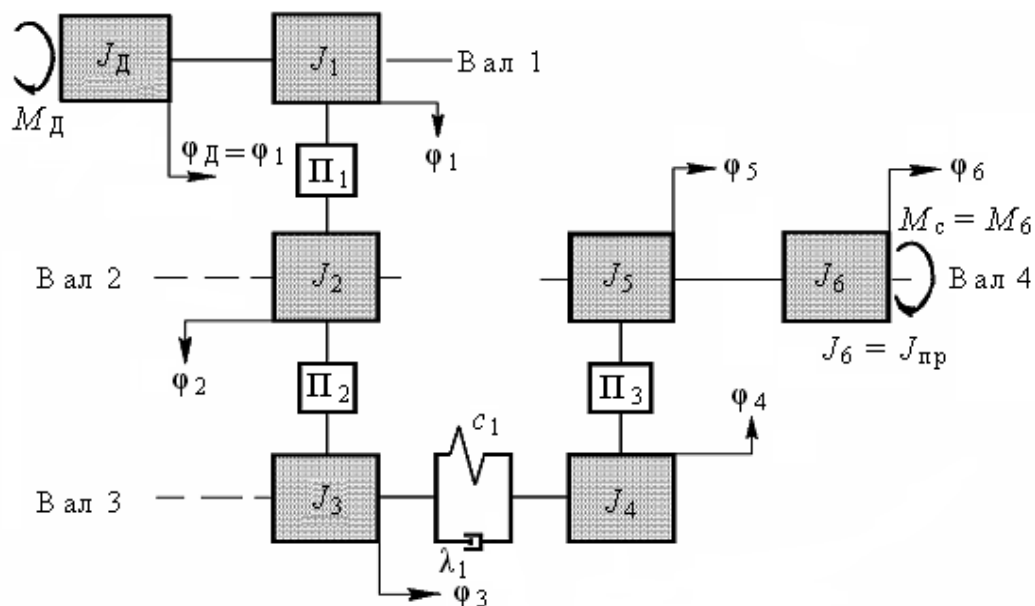 J_Д J_1 Вал 1
M_Д
φ_Д = φ_1 φ_1
П_1
φ_5 φ_6
M_с = M_6
Вал 2 J_2 J_5 J_6 Вал 4
J_6 = J_пр
φ_2 П_2 П_3 φ_4
c_1
Вал 3 J_3 J_4
λ_1
φ_3